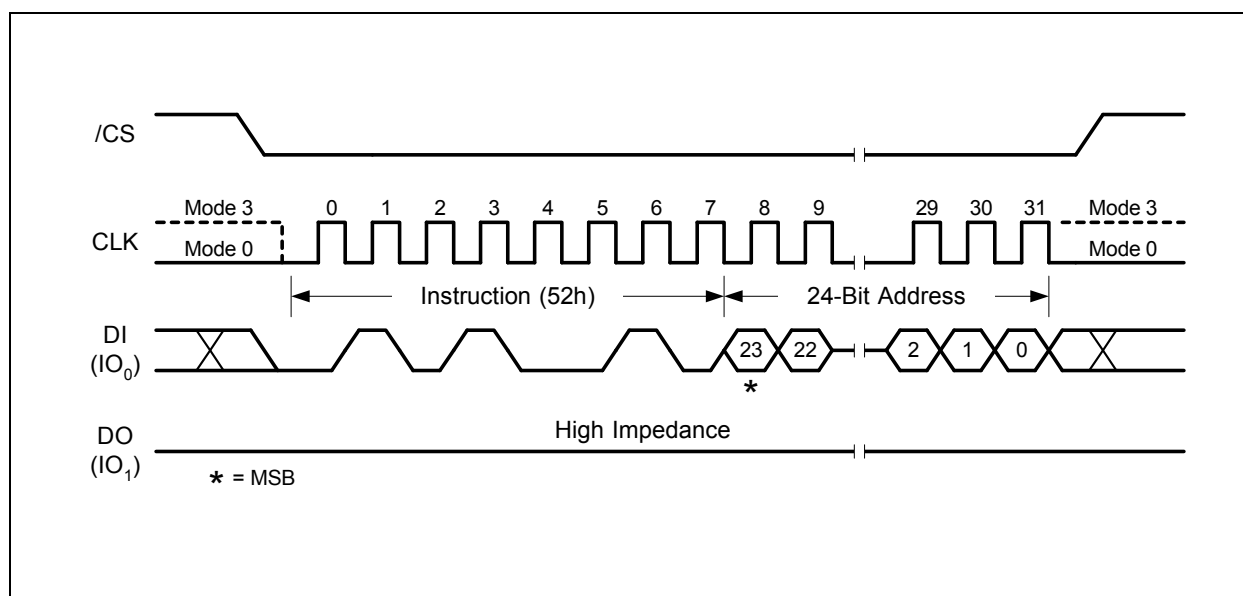 /CS
Mode 3 0 1 2 3 4 5 6 7 8 9 29 30 31 Mode 3
CLK
Mode 0 Mode 0
Instruction (52h) 24-Bit Address
DI
(IO₀)
23 22 2 1 0
*
High Impedance
DO
(IO₁)
* = MSB